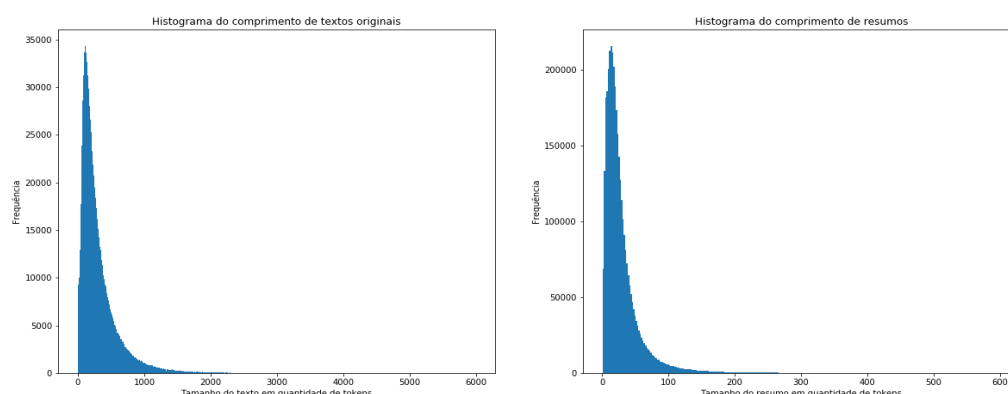 Histograma do comprimento de textos originais
35000
30000
25000
20000
15000
10000
5000
0
Frequência
0 1000 2000 3000 4000 5000 6000
Tamanho do texto em quantidade de tokens
Histograma do comprimento de resumos
200000
150000
100000
50000
0
Frequência
0 100 200 300 400 500 600
Tamanho do resumo em quantidade de tokens